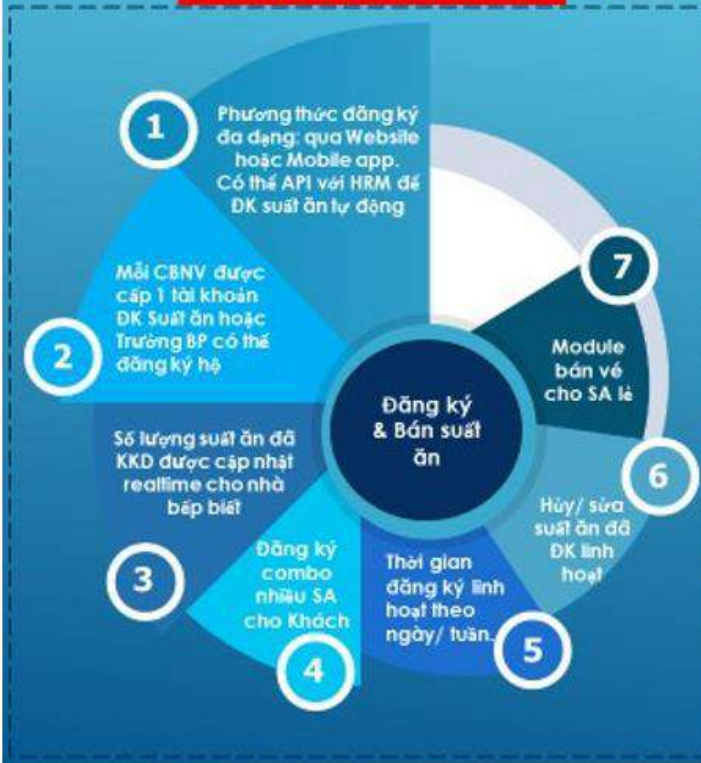 1
Phương thức đăng ký
đa dạng: qua Website
hoặc Mobile app.
Có thể API với HRM để
ĐK suất ăn tự động
2
Mỗi CBNV được
cấp 1 tài khoản
ĐK Suất ăn hoặc
Trưởng BP có thể
đăng ký hộ
Số lượng suất ăn đã
KKD được cập nhật
realtime cho nhà
bếp biết
3
Đăng ký
combo
nhiều SA
cho Khách
4
Thời gian
đăng ký linh
hoạt theo
ngày/ tuần.
5
Hủy/ sửa
suất ăn đã
ĐK linh
hoạt
6
Module
bán vé
cho SA lẻ
7
Đăng ký
& Bán suất
ăn